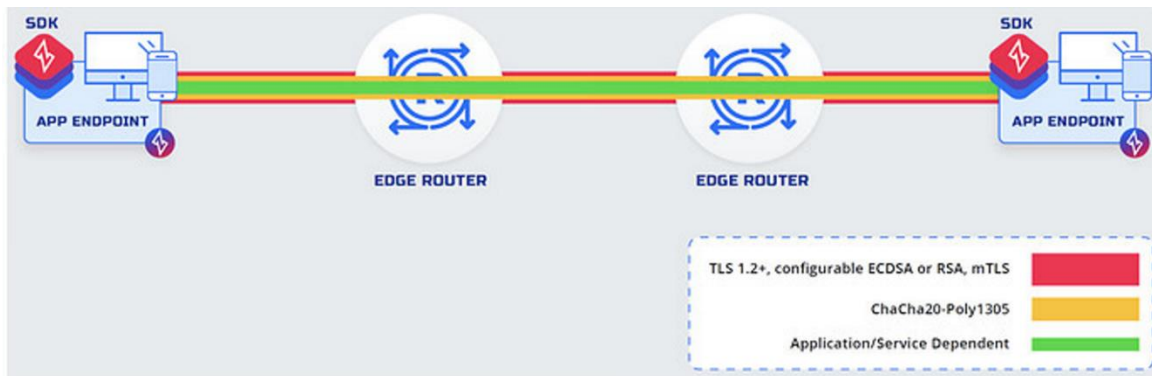 SDK
SDK
APP ENDPOINT
APP ENDPOINT
R
R
EDGE ROUTER
EDGE ROUTER
TLS 1.2+, configurable ECDSA or RSA, mTLS
ChaCha20-Poly1305
Application/Service Dependent